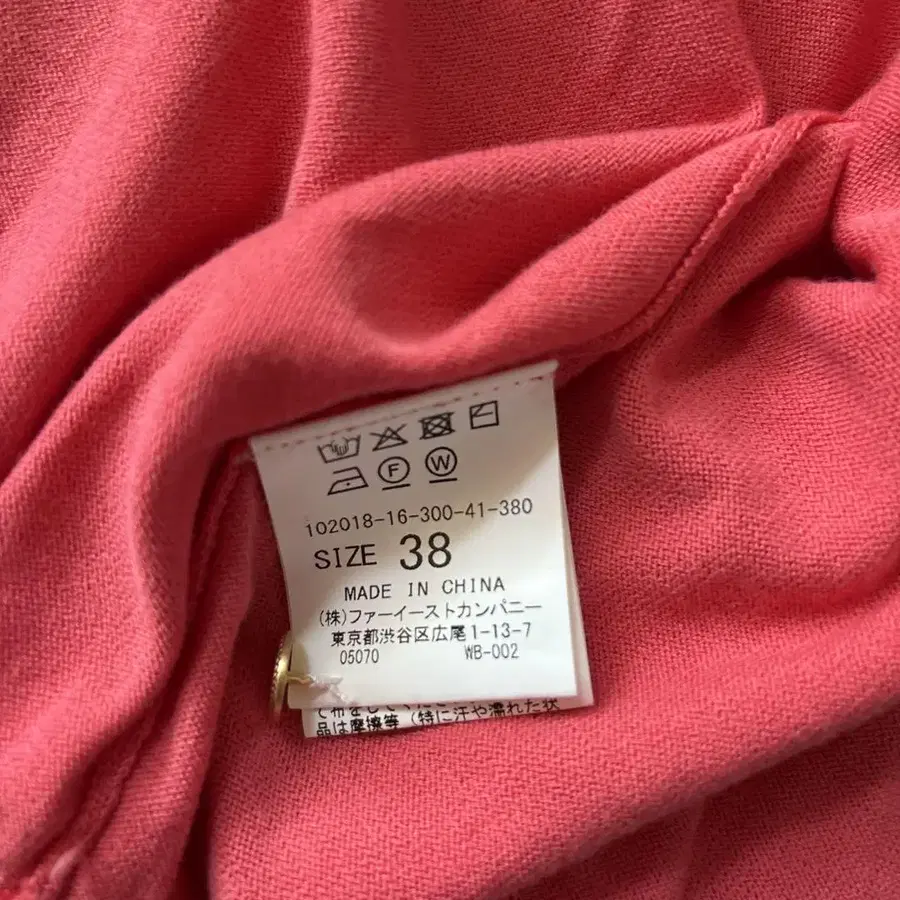 F W
102018-16-300-41-380
SIZE 38
MADE IN CHINA
(株)ファーイーストカンパニー
東京都渋谷区広尾1-13-7
05070 WB-002
品は摩擦等(特に汗や濡れた状